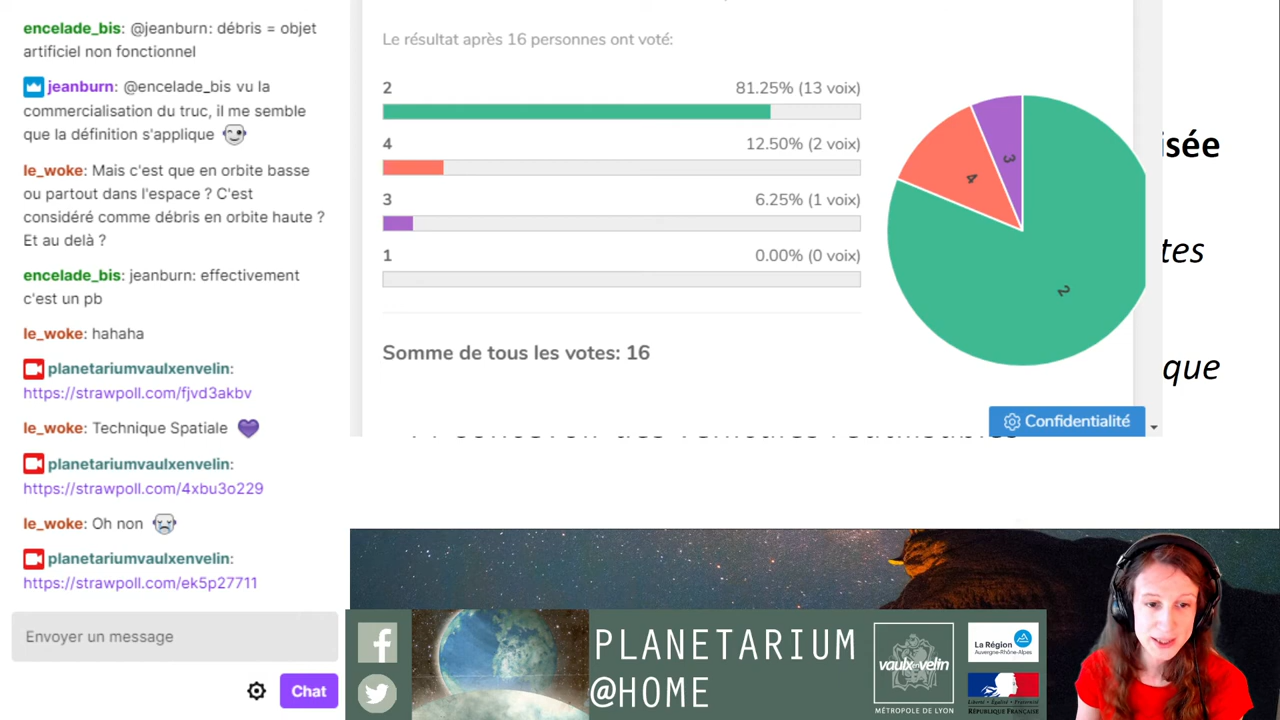 encelade_bis: @jeanburn: débris = objet
artificiel non fonctionnel
jeanburn: @encelade_bis vu la
commercialisation du truc, il me semble
que la définition s'applique
le_woke: Mais c'est que en orbite basse
ou partout dans l'espace ? C'est
considéré comme débris en orbite haute ?
Et au delà ?
encelade_bis: jeanburn: effectivement
c'est un pb
le_woke: hahaha
planetariumvaulxenvelin:
https://strawpoll.com/fjvd3akbv
le_woke: Technique Spatiale
planetariumvaulxenvelin:
https://strawpoll.com/4xbu3o229
le_woke: Oh non
planetariumvaulxenvelin:
https://strawpoll.com/ek5p27711
Envoyer un message
Chat
Le résultat après 16 personnes ont voté:
2 81.25% (13 voix)
4 12.50% (2 voix)
3 6.25% (1 voix)
1 0.00% (0 voix)
Somme de tous les votes: 16
3
4
2
Confidentialité
isée
tes
que
PLANETARIUM
@HOME
vaulx en velin
MÉTROPOLE DE LYON
La Région
Auvergne-Rhône-Alpes
Liberté • Égalité • Fraternité
RÉPUBLIQUE FRANÇAISE